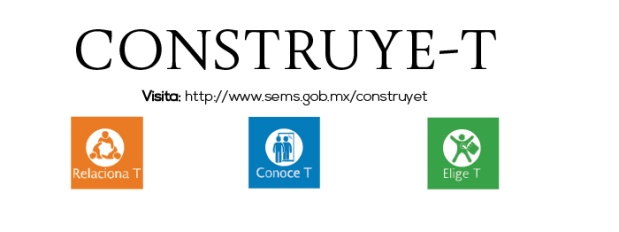 CONSTRUYE-T
Visita: http://www.sems.gob.mx/construyet
Relaciona T
Conoce T
Elige T